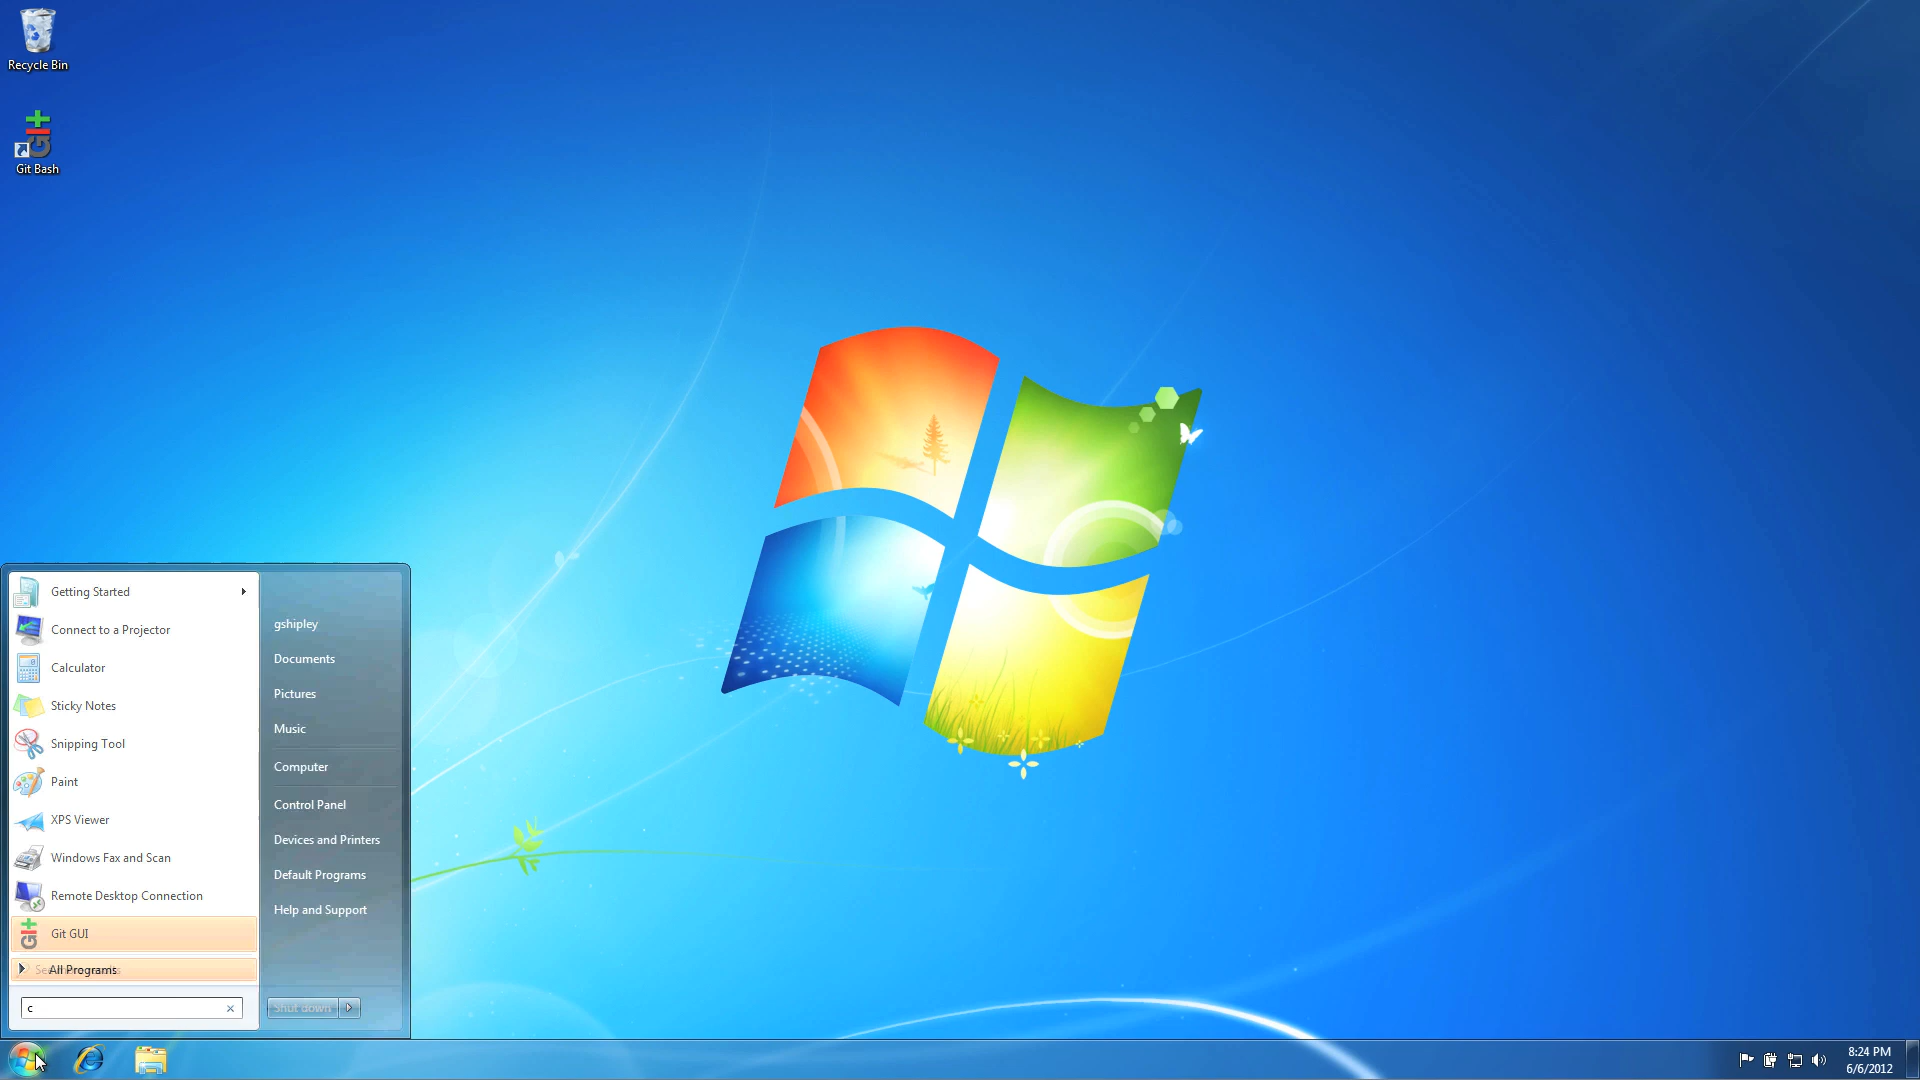 Recycle Bin
Git Bash
Getting Started
Connect to a Projector
Calculator
Sticky Notes
Snipping Tool
Paint
XPS Viewer
Windows Fax and Scan
Remote Desktop Connection
Git GUI
All Programs
c
gshipley
Documents
Pictures
Music
Computer
Control Panel
Devices and Printers
Default Programs
Help and Support
Shut down
8:24 PM
6/6/2012